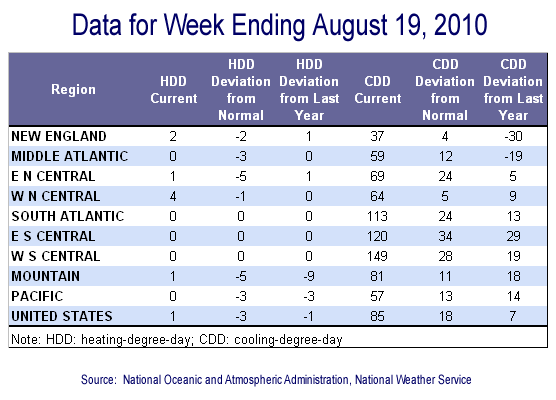 Data for Week Ending August 19, 2010
Region HDD Current HDD Deviation from Normal HDD Deviation from Last Year CDD Current CDD Deviation from Normal CDD Deviation from Last Year
NEW ENGLAND 2 -2 1 37 4 -30
MIDDLE ATLANTIC 0 -3 0 59 12 -19
E N CENTRAL 1 -5 1 69 24 5
W N CENTRAL 4 -1 0 64 5 9
SOUTH ATLANTIC 0 0 0 113 24 13
E S CENTRAL 0 0 0 120 34 29
W S CENTRAL 0 0 0 149 28 19
MOUNTAIN 1 -5 -9 81 11 18
PACIFIC 0 -3 -3 57 13 14
UNITED STATES 1 -3 -1 85 18 7
Note: HDD: heating-degree-day; CDD: cooling-degree-day
Source: National Oceanic and Atmospheric Administration, National Weather Service